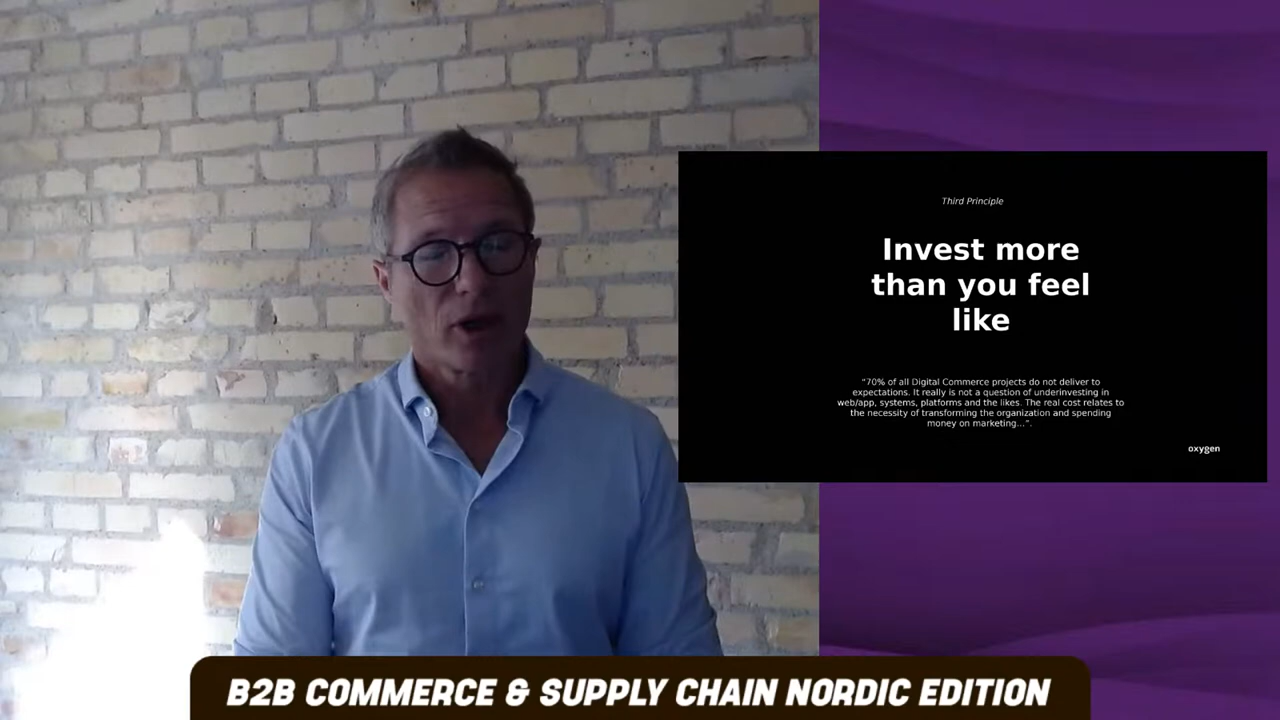 Third Principle
Invest more
than you feel
like
“70% of all Digital Commerce projects do not deliver to
expectations. It really is not a question of underinvesting in
web/app, systems, platforms and the likes. The real cost relates to
the necessity of transforming the organization and spending
money on marketing...”.
oxygen
B2B COMMERCE & SUPPLY CHAIN NORDIC EDITION